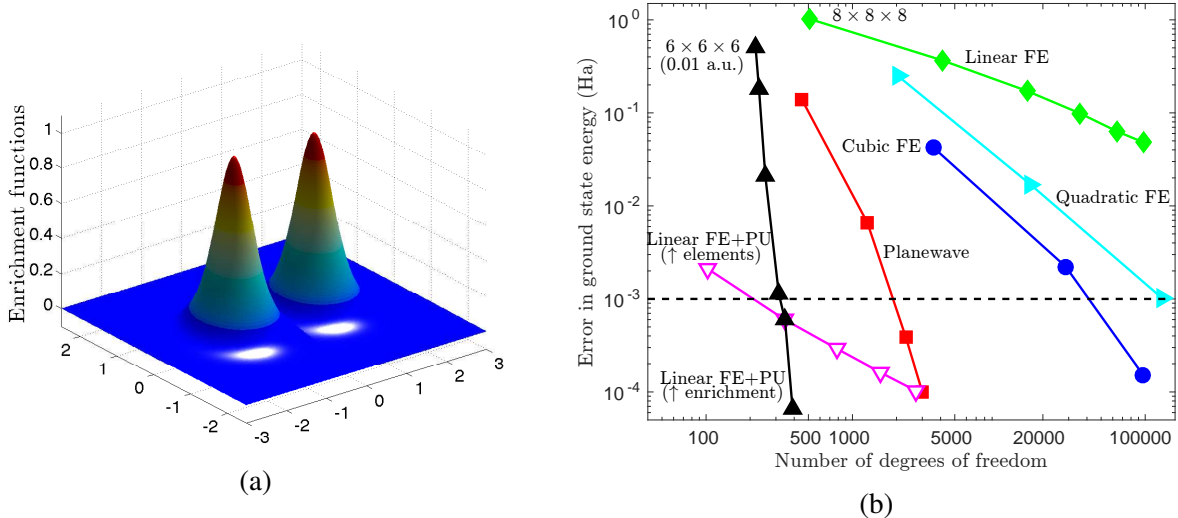 Enrichment functions
1
0.8
0.6
0.4
0.2
0
2
1
0
-1
-2
-3
-2
-1
0
1
2
3
(a)
Error in ground state energy (Ha)
10^0
10^-1
10^-2
10^-3
10^-4
8 × 8 × 8
6 × 6 × 6
(0.01 a.u.)
Linear FE
Cubic FE
Quadratic FE
Linear FE+PU
(↑ elements)
Planewave
Linear FE+PU
(↑ enrichment)
100 500 1000 5000 20000 100000
Number of degrees of freedom
(b)